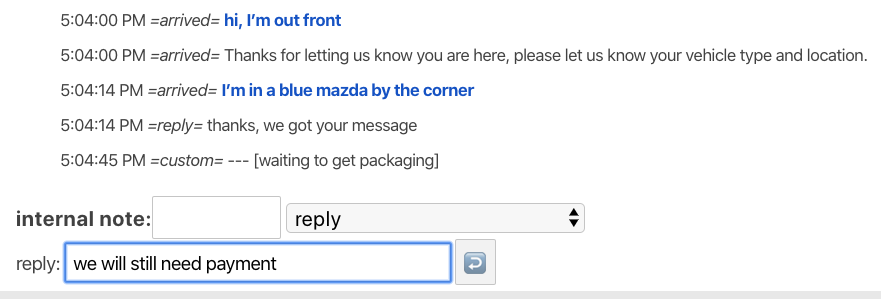 5:04:00 PM =arrived= hi, I'm out front
5:04:00 PM =arrived= Thanks for letting us know you are here, please let us know your vehicle type and location.
5:04:14 PM =arrived= I'm in a blue mazda by the corner
5:04:14 PM =reply= thanks, we got your message
5:04:45 PM =custom= --- [waiting to get packaging]
internal note: reply
reply: we will still need payment